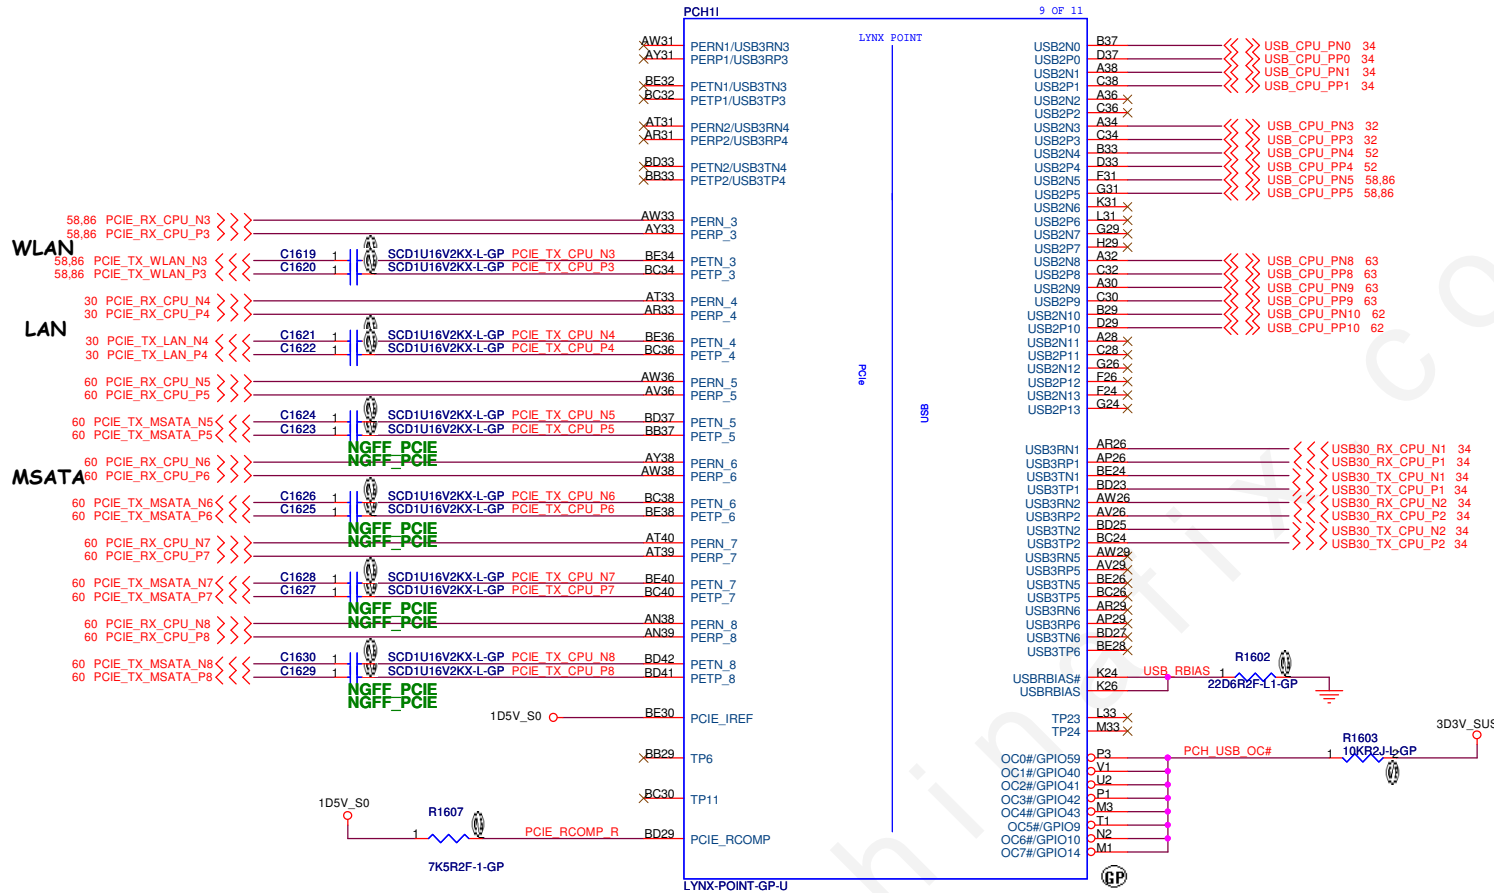 PCH1I 9 OF 11
LYNX POINT
AW31 PERN1/USB3RN3
AY31 PERP1/USB3RP3
BE32 PETN1/USB3TN3
BC32 PETP1/USB3TP3
AT31 PERN2/USB3RN4
AR31 PERP2/USB3RP4
BD33 PETN2/USB3TN4
BB33 PETP2/USB3TP4
58,86 PCIE_RX_CPU_N3 AW33 PERN_3
58,86 PCIE_RX_CPU_P3 AY33 PERP_3
WLAN
58,86 PCIE_TX_WLAN_N3 C1619 1 SCD1U16V2KX-L-GP PCIE_TX_CPU_N3 BE34 PETN_3
58,86 PCIE_TX_WLAN_P3 C1620 1 SCD1U16V2KX-L-GP PCIE_TX_CPU_P3 BC34 PETP_3
30 PCIE_RX_CPU_N4 AT33 PERN_4
30 PCIE_RX_CPU_P4 AR33 PERP_4
LAN
30 PCIE_TX_LAN_N4 C1621 1 SCD1U16V2KX-L-GP PCIE_TX_CPU_N4 BE36 PETN_4
30 PCIE_TX_LAN_P4 C1622 1 SCD1U16V2KX-L-GP PCIE_TX_CPU_P4 BC36 PETP_4
60 PCIE_RX_CPU_N5 AW36 PERN_5
60 PCIE_RX_CPU_P5 AV36 PERP_5
60 PCIE_TX_MSATA_N5 C1624 1 SCD1U16V2KX-L-GP PCIE_TX_CPU_N5 BD37 PETN_5
60 PCIE_TX_MSATA_P5 C1623 1 SCD1U16V2KX-L-GP PCIE_TX_CPU_P5 BB37 PETP_5
NGFF_PCIE
NGFF_PCIE
60 PCIE_RX_CPU_N6 AY38 PERN_6
MSATA
60 PCIE_RX_CPU_P6 AW38 PERP_6
60 PCIE_TX_MSATA_N6 C1626 1 SCD1U16V2KX-L-GP PCIE_TX_CPU_N6 BC38 PETN_6
60 PCIE_TX_MSATA_P6 C1625 1 SCD1U16V2KX-L-GP PCIE_TX_CPU_P6 BE38 PETP_6
NGFF_PCIE
NGFF_PCIE
60 PCIE_RX_CPU_N7 AT40 PERN_7
60 PCIE_RX_CPU_P7 AT39 PERP_7
60 PCIE_TX_MSATA_N7 C1628 1 SCD1U16V2KX-L-GP PCIE_TX_CPU_N7 BE40 PETN_7
60 PCIE_TX_MSATA_P7 C1627 1 SCD1U16V2KX-L-GP PCIE_TX_CPU_P7 BC40 PETP_7
NGFF_PCIE
NGFF_PCIE
60 PCIE_RX_CPU_N8 AN38 PERN_8
60 PCIE_RX_CPU_P8 AN39 PERP_8
60 PCIE_TX_MSATA_N8 C1630 1 SCD1U16V2KX-L-GP PCIE_TX_CPU_N8 BD42 PETN_8
60 PCIE_TX_MSATA_P8 C1629 1 SCD1U16V2KX-L-GP PCIE_TX_CPU_P8 BD41 PETP_8
NGFF_PCIE
NGFF_PCIE
1D5V_S0 BE30 PCIE_IREF
BB29 TP6
BC30 TP11
1D5V_S0 R1607
1 PCIE_RCOMP_R BD29 PCIE_RCOMP
7K5R2F-1-GP
PCIe
USB
USB2N0 B37 USB_CPU_PN0 34
USB2P0 D37 USB_CPU_PP0 34
USB2N1 A38 USB_CPU_PN1 34
USB2P1 C38 USB_CPU_PP1 34
USB2N2 A36
USB2P2 C36
USB2N3 A34 USB_CPU_PN3 32
USB2P3 C34 USB_CPU_PP3 32
USB2N4 B33 USB_CPU_PN4 52
USB2P4 D33 USB_CPU_PP4 52
USB2N5 F31 USB_CPU_PN5 58,86
USB2P5 G31 USB_CPU_PP5 58,86
USB2N6 K31
USB2P6 L31
USB2N7 G29
USB2P7 H29
USB2N8 A32 USB_CPU_PN8 63
USB2P8 C32 USB_CPU_PP8 63
USB2N9 A30 USB_CPU_PN9 63
USB2P9 C30 USB_CPU_PP9 63
USB2N10 B29 USB_CPU_PN10 62
USB2P10 D29 USB_CPU_PP10 62
USB2N11 A28
USB2P11 C28
USB2N12 G26
USB2P12 F26
USB2N13 F24
USB2P13 G24
USB3RN1 AR26 USB30_RX_CPU_N1 34
USB3RP1 AP26 USB30_RX_CPU_P1 34
USB3TN1 BE24 USB30_TX_CPU_N1 34
USB3TP1 BD23 USB30_TX_CPU_P1 34
USB3RN2 AW26 USB30_RX_CPU_N2 34
USB3RP2 AV26 USB30_RX_CPU_P2 34
USB3TN2 BD25 USB30_TX_CPU_N2 34
USB3TP2 BC24 USB30_TX_CPU_P2 34
USB3RN5 AW29
USB3RP5 AV29
USB3TN5 BE26
USB3TP5 BC26
USB3RN6 AR29
USB3RP6 AP29
USB3TN6 BD27
USB3TP6 BE28
R1602
USBRBIAS# K24 USB_RBIAS 1
USBRBIAS K26 22D6R2F-L1-GP
TP23 L33
TP24 M33
3D3V_SUS
R1603
OC0#/GPIO59 P3 PCH_USB_OC# 1 10KR2J-L-GP
OC1#/GPIO40 V1
OC2#/GPIO41 U2
OC3#/GPIO42 P1
OC4#/GPIO43 M3
OC5#/GPIO9 T1
OC6#/GPIO10 N2
OC7#/GPIO14 M1
GP
LYNX-POINT-GP-U